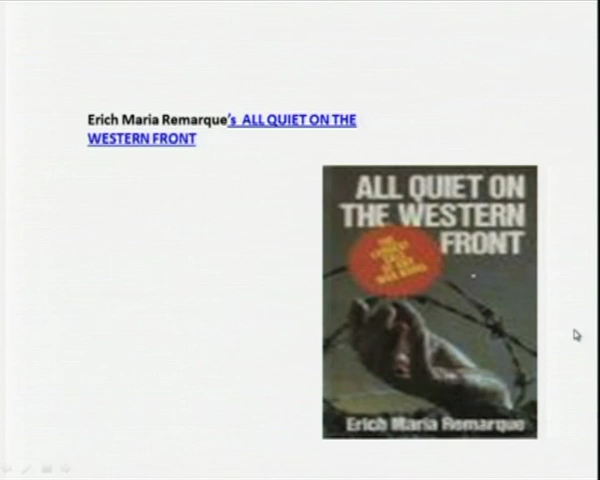 Erich Maria Remarque's ALL QUIET ON THE
WESTERN FRONT
ALL QUIET ON
THE WESTERN
FRONT
Erich Maria Remarque